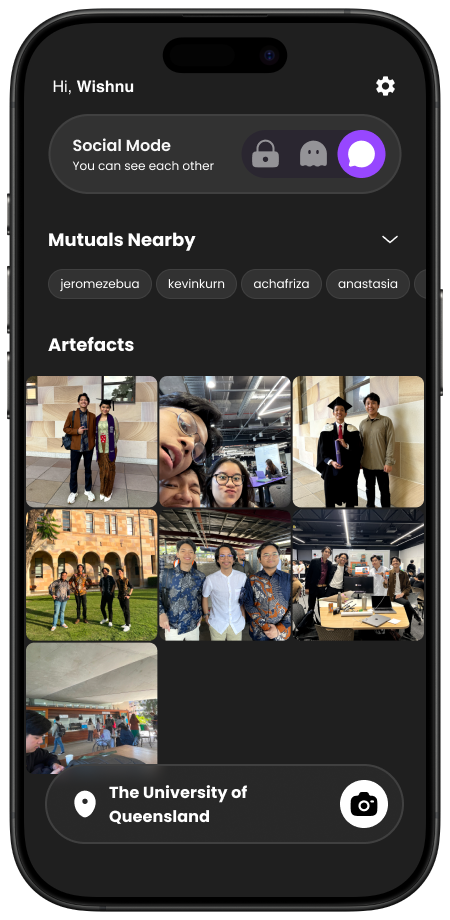 Hi, Wishnu
Social Mode
You can see each other
Mutuals Nearby
jeromezebua kevinkurn achafriza anastasia
Artefacts
The University of
Queensland